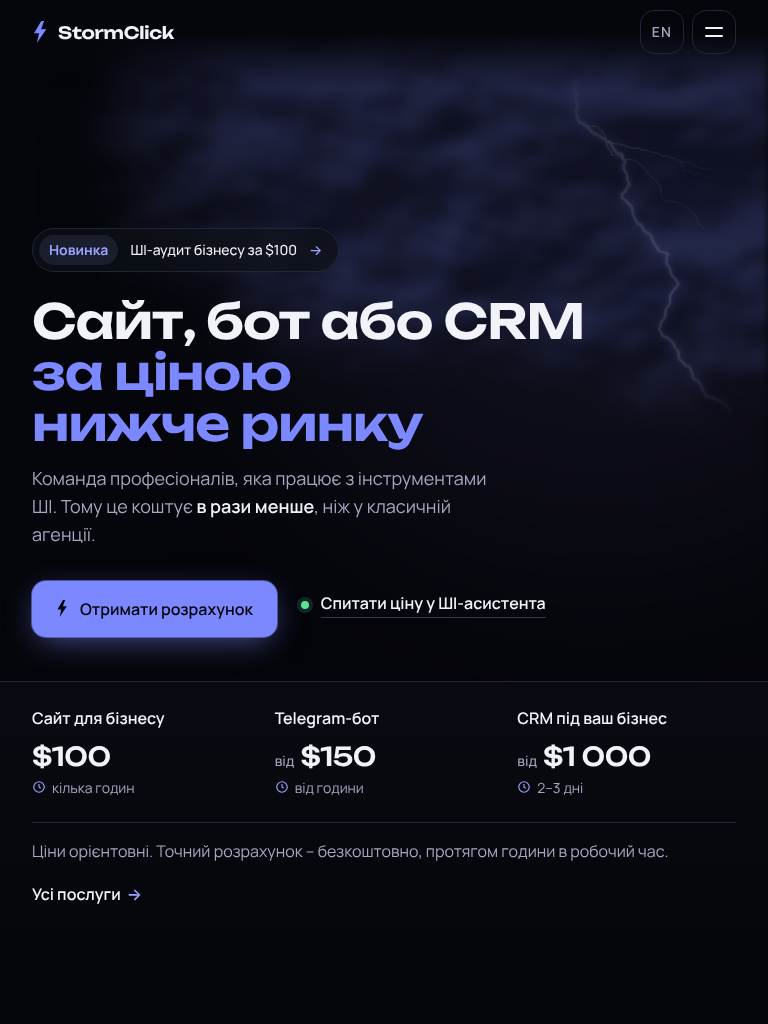 StormClick
EN
Новинка ШІ-аудит бізнесу за $100 →
Сайт, бот або CRM
за ціною
нижче ринку
Команда професіоналів, яка працює з інструментами
ШІ. Тому це коштує в рази менше, ніж у класичній
агенції.
Отримати розрахунок
Спитати ціну у ШІ-асистента
Сайт для бізнесу
$100
кілька годин
Telegram-бот
від $150
від години
CRM під ваш бізнес
від $1 000
2–3 дні
Ціни орієнтовні. Точний розрахунок – безкоштовно, протягом години в робочий час.
Усі послуги →